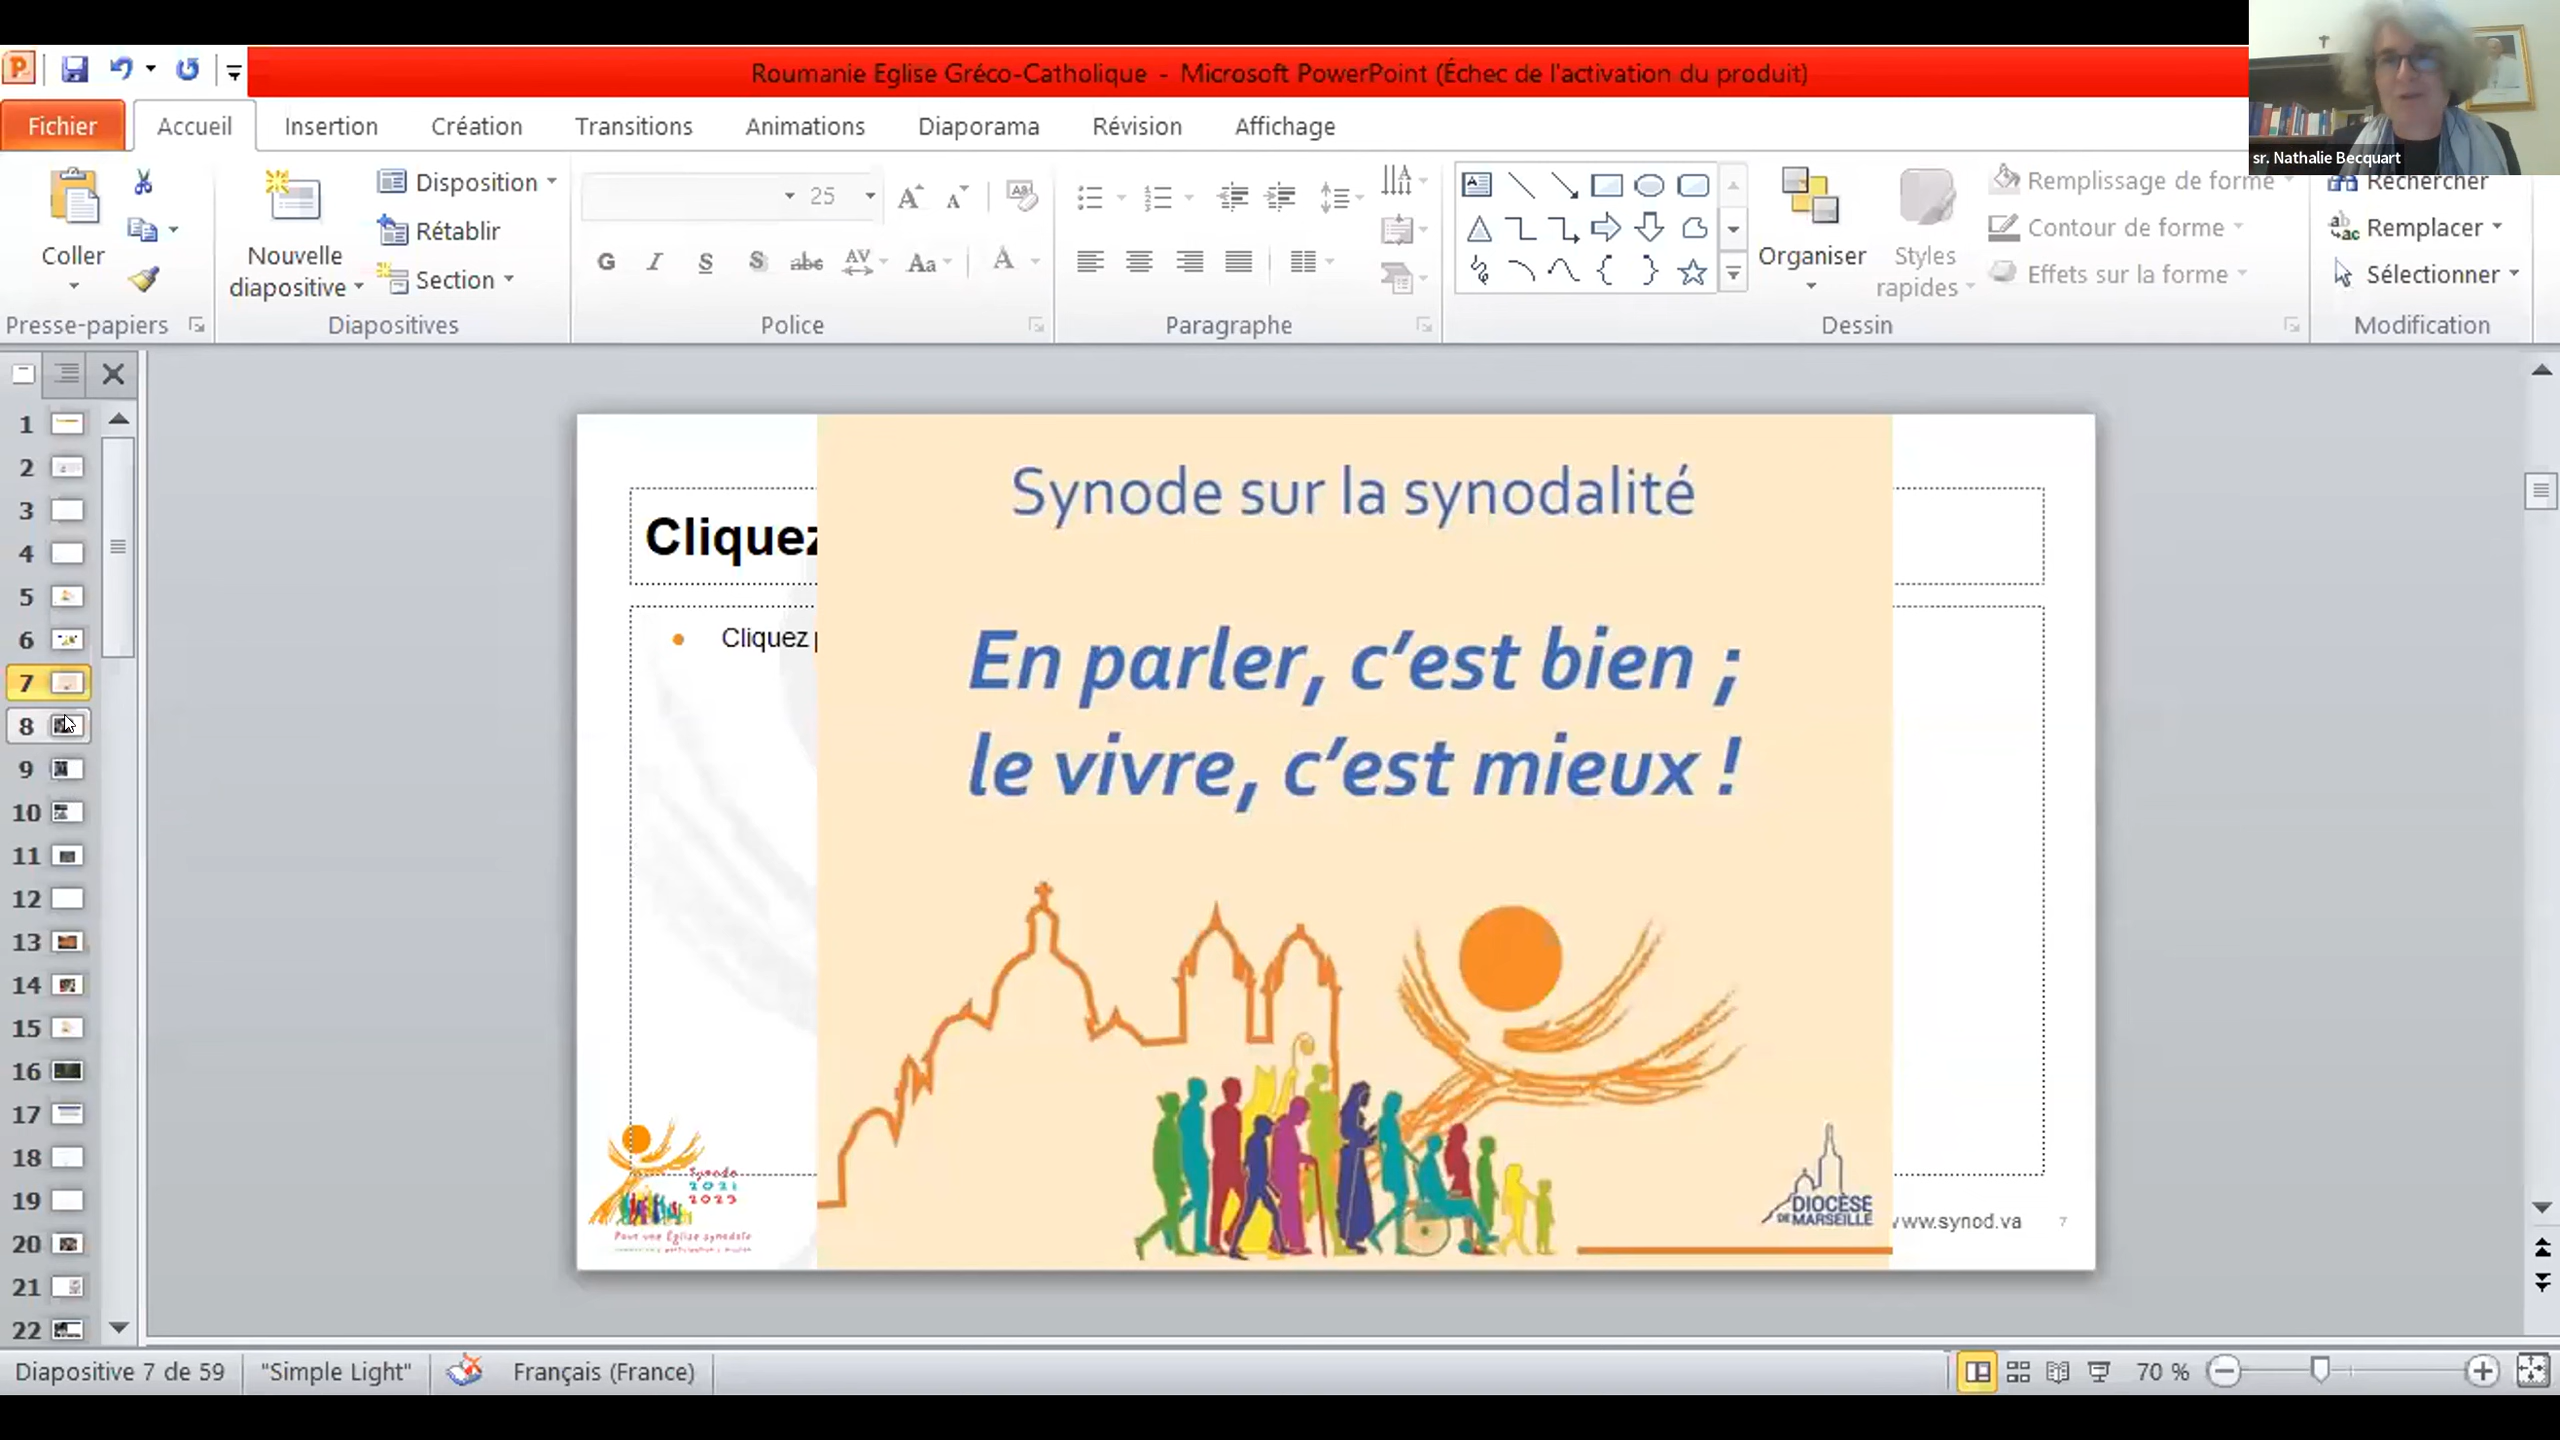 Roumanie Eglise Gréco-Catholique - Microsoft PowerPoint (Échec de l'activation du produit)
sr. Nathalie Becquart
Fichier
Accueil
Insertion
Création
Transitions
Animations
Diaporama
Révision
Affichage
Coller
Presse-papiers
Nouvelle
diapositive
Disposition
Rétablir
Section
Diapositives
25
G I S S abc AV Aa A
Police
Paragraphe
Organiser
Styles
rapides
Remplissage de forme
Contour de forme
Effets sur la forme
Dessin
Rechercher
Remplacer
Sélectionner
Modification
1
2
3
4
5
6
7
8
9
10
11
12
13
14
15
16
17
18
19
20
21
22
Cliquez
Cliquez p
Synode sur la synodalité
En parler, c'est bien ;
le vivre, c'est mieux !
DIOCÈSE
DE MARSEILLE
Synode
2021
2023
Pour une Église synodale
www.synod.va
7
Diapositive 7 de 59
"Simple Light"
Français (France)
70 %